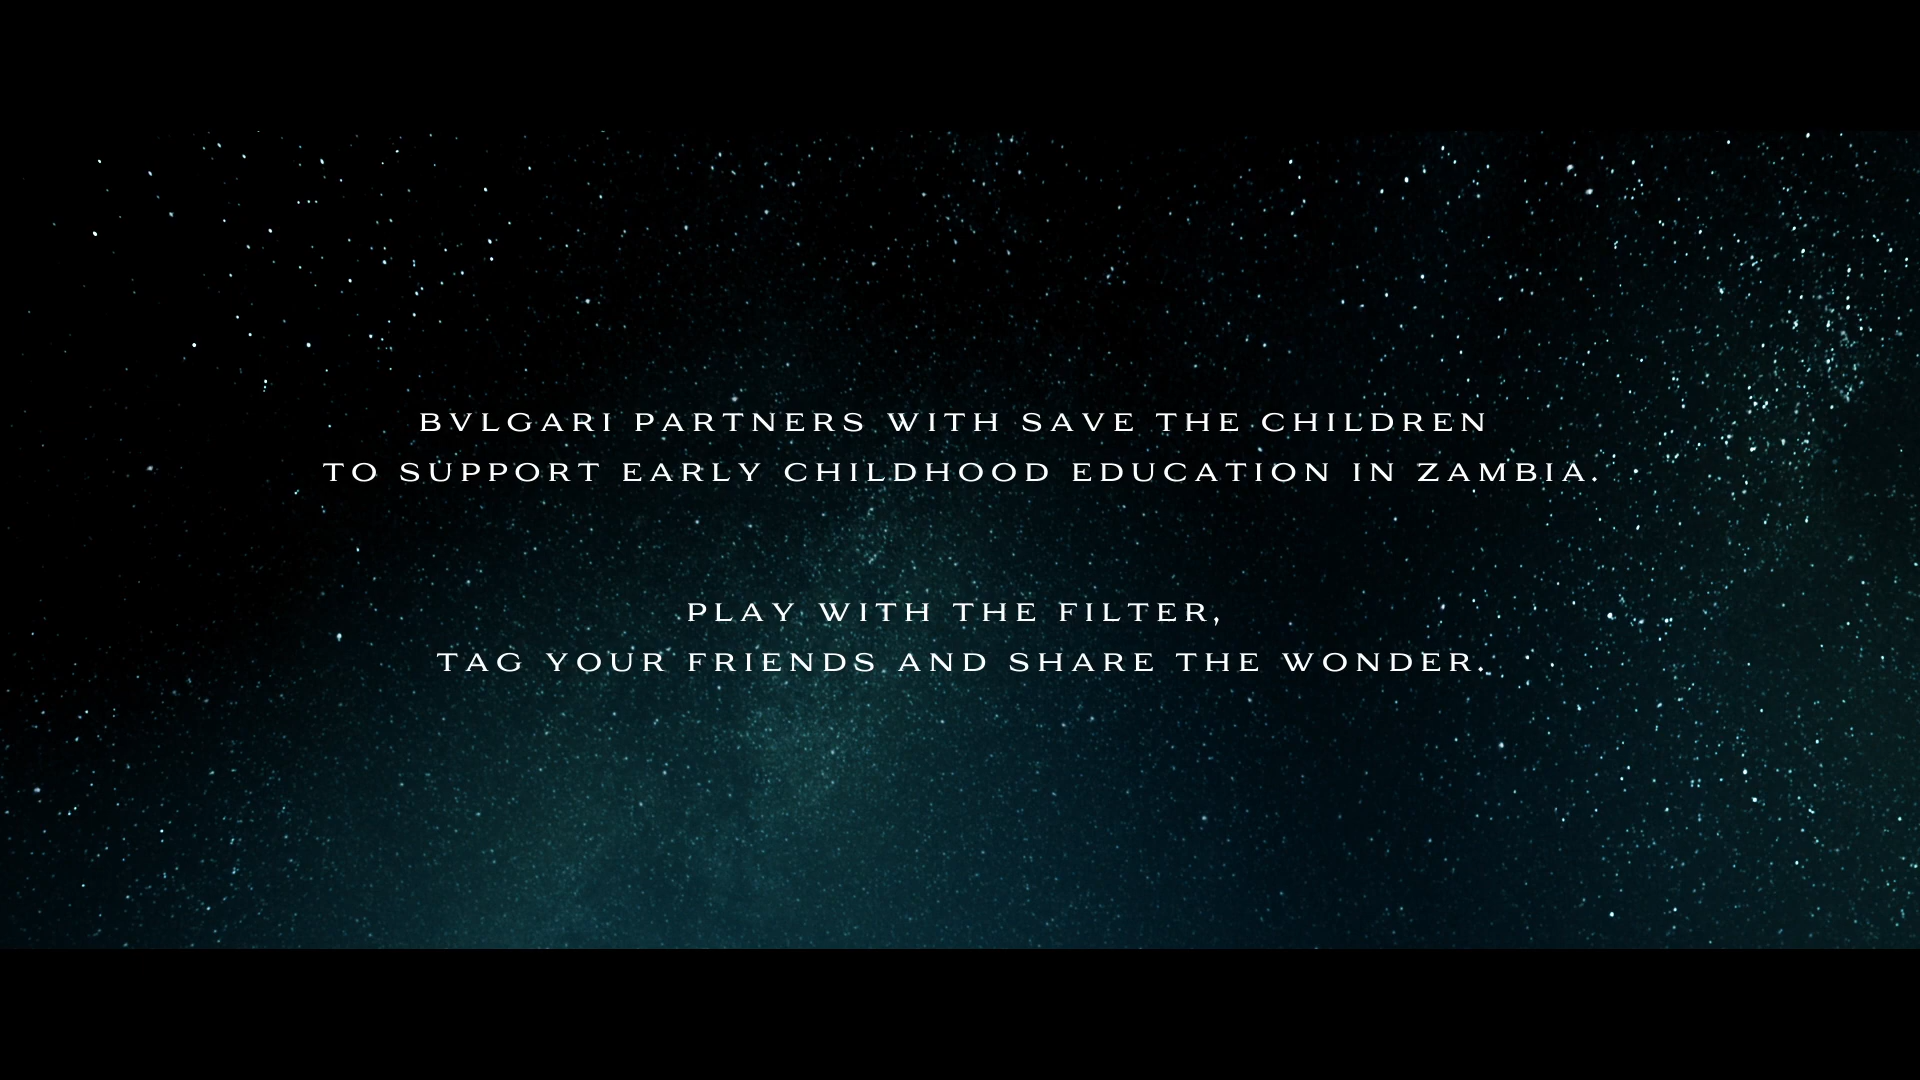 BVLGARI PARTNERS WITH SAVE THE CHILDREN
TO SUPPORT EARLY CHILDHOOD EDUCATION IN ZAMBIA.
PLAY WITH THE FILTER,
TAG YOUR FRIENDS AND SHARE THE WONDER.